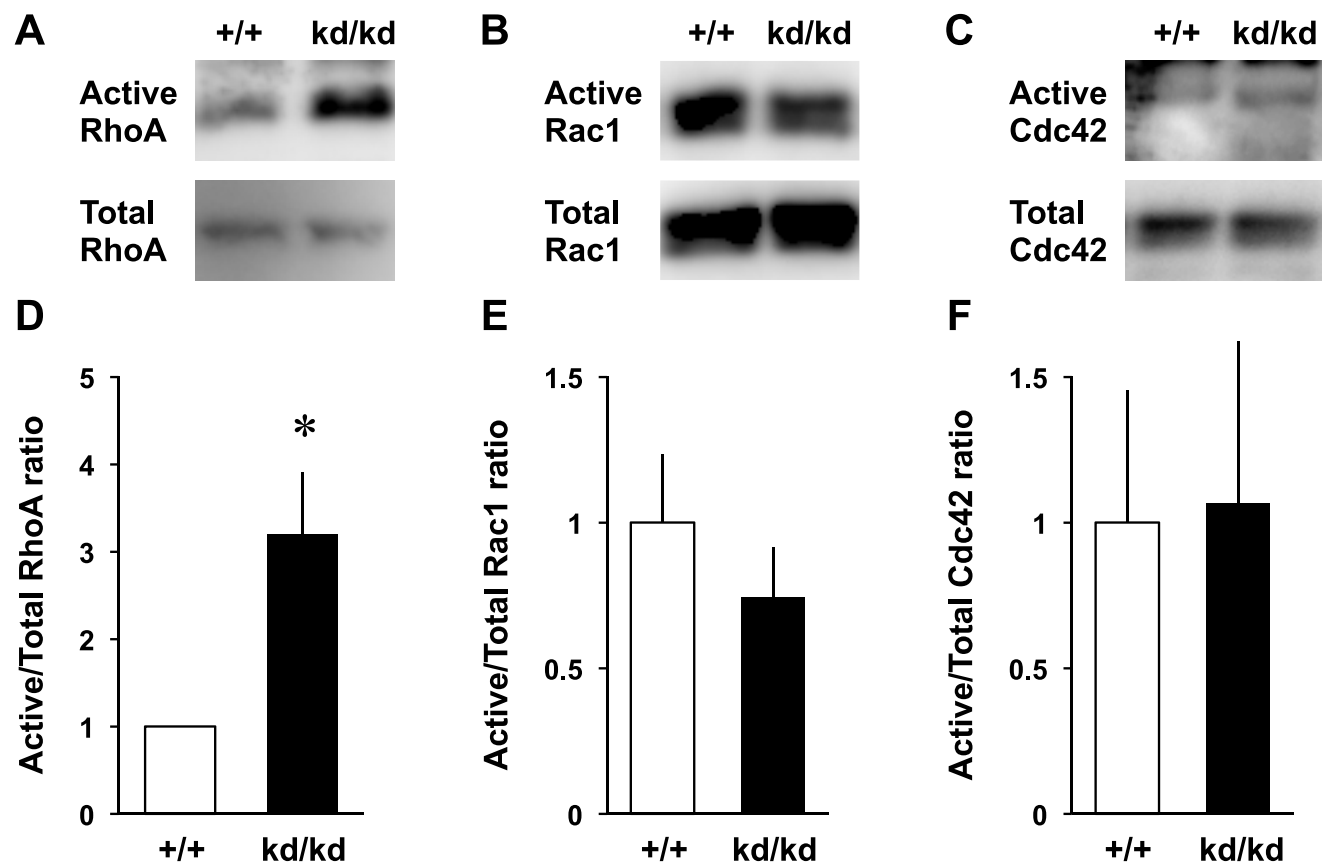 A
+/+ kd/kd
Active
RhoA
Total
RhoA
B
+/+ kd/kd
Active
Rac1
Total
Rac1
C
+/+ kd/kd
Active
Cdc42
Total
Cdc42
D
Active/Total RhoA ratio
5
4
3
2
1
0
*
+/+ kd/kd
E
Active/Total Rac1 ratio
1.5
1
0.5
0
+/+ kd/kd
F
Active/Total Cdc42 ratio
1.5
1
0.5
0
+/+ kd/kd